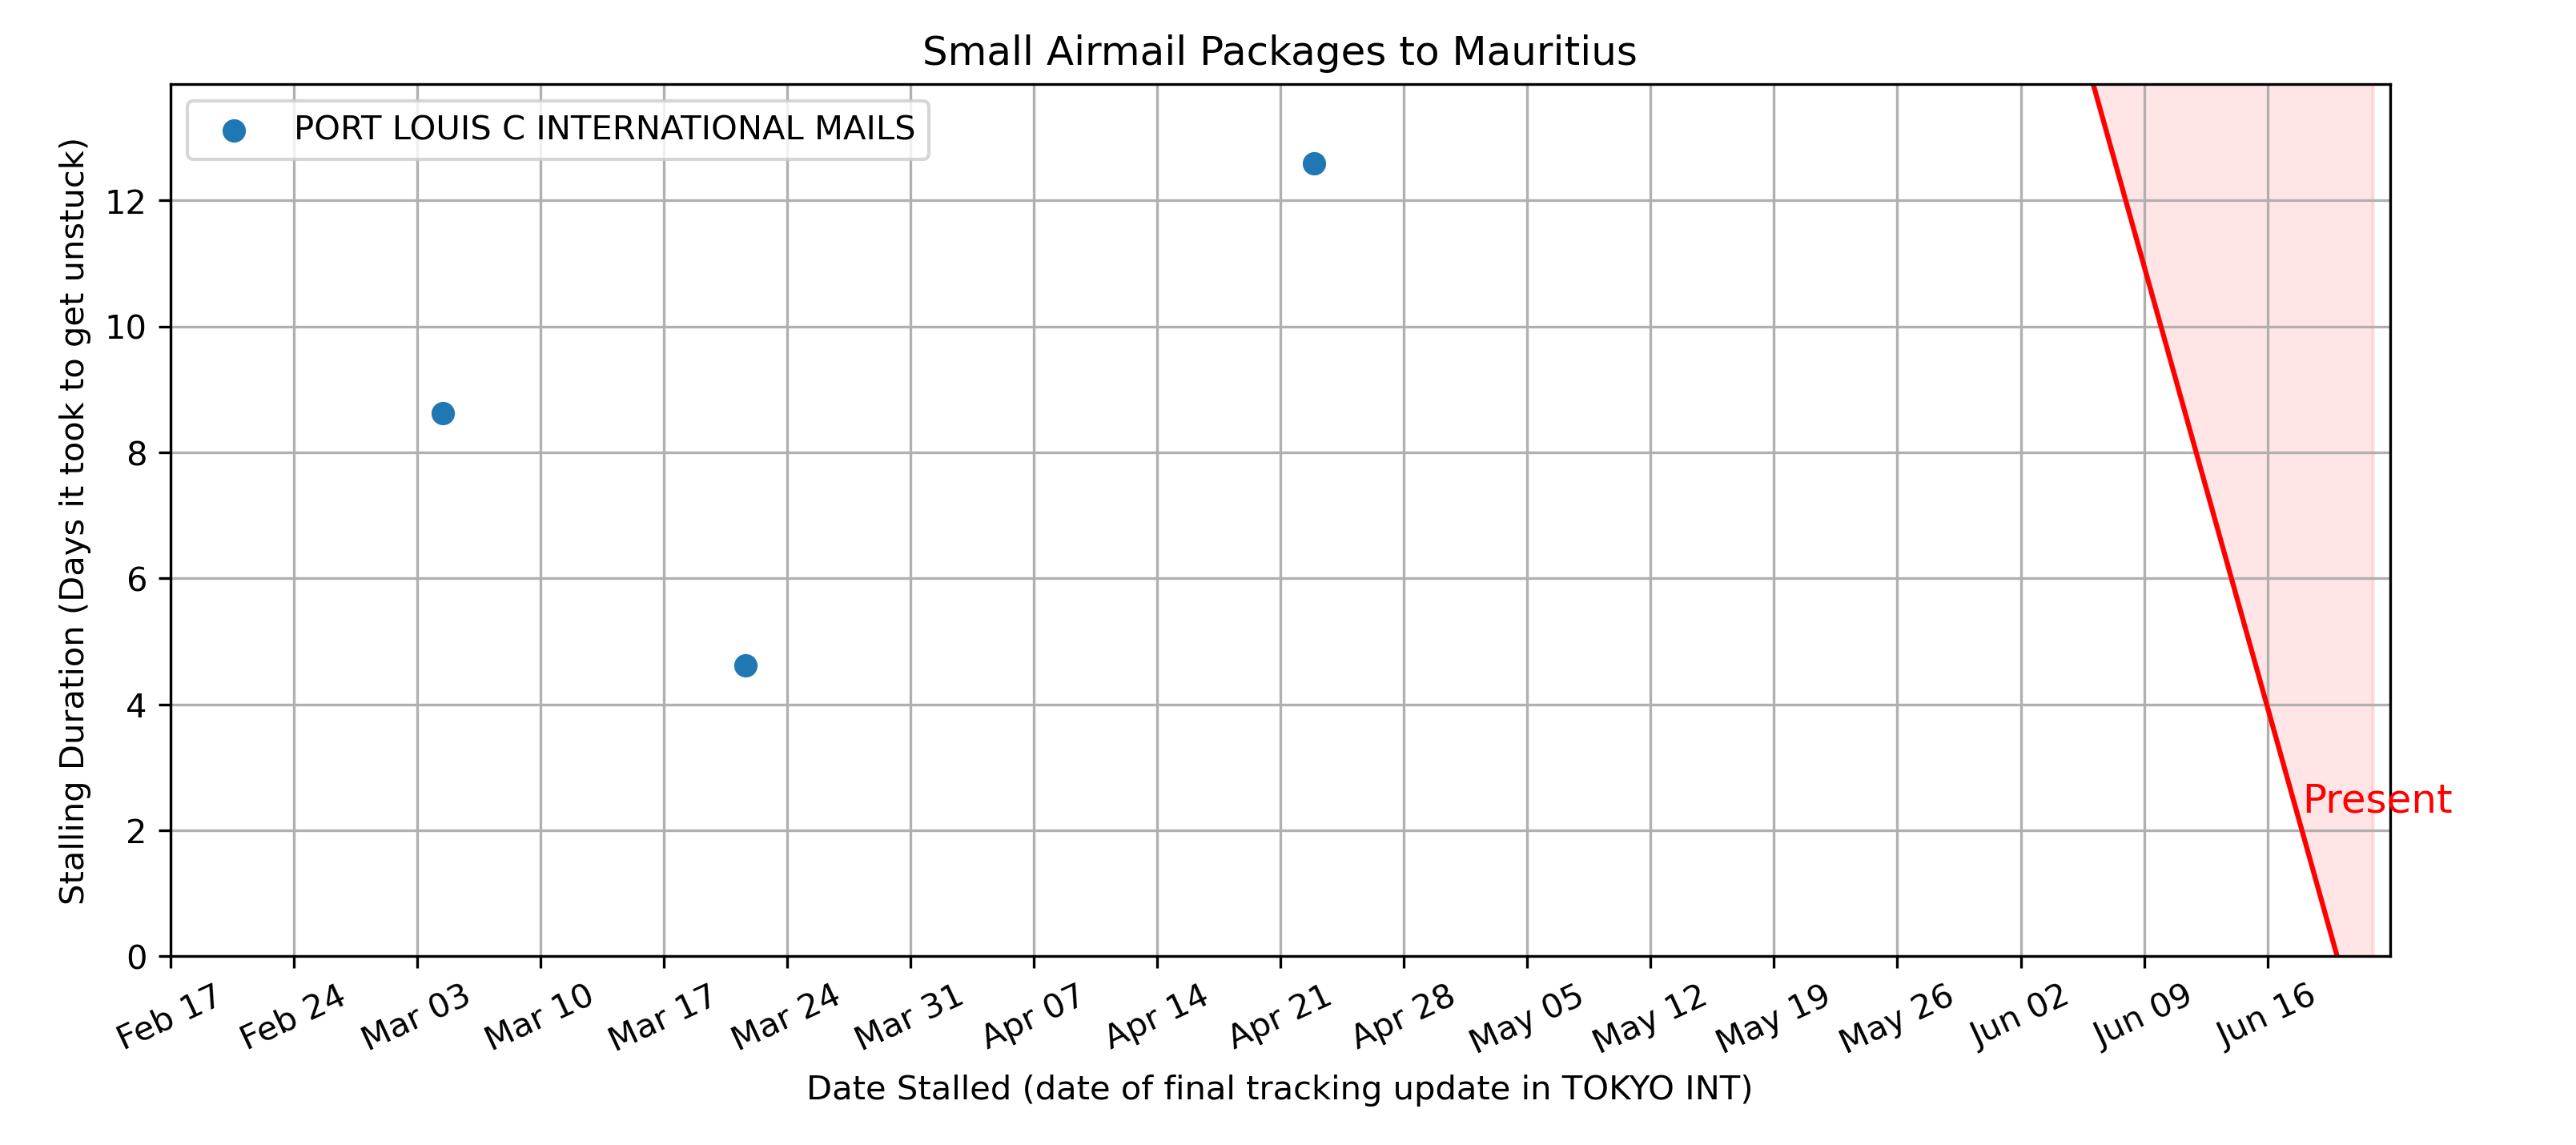 Small Airmail Packages to Mauritius
PORT LOUIS C INTERNATIONAL MAILS
Stalling Duration (Days it took to get unstuck)
12
10
8
6
4
2
0
Present
Feb 17
Feb 24
Mar 03
Mar 10
Mar 17
Mar 24
Mar 31
Apr 07
Apr 14
Apr 21
Apr 28
May 05
May 12
May 19
May 26
Jun 02
Jun 09
Jun 16
Date Stalled (date of final tracking update in TOKYO INT)